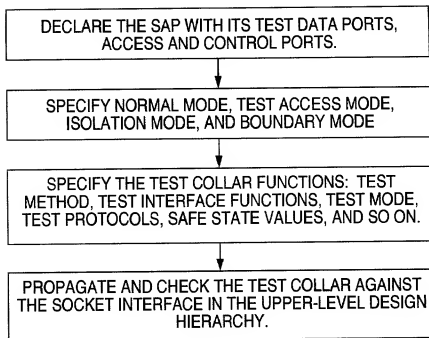 DECLARE THE SAP WITH ITS TEST DATA PORTS,
ACCESS AND CONTROL PORTS.
SPECIFY NORMAL MODE, TEST ACCESS MODE,
ISOLATION MODE, AND BOUNDARY MODE
SPECIFY THE TEST COLLAR FUNCTIONS: TEST
METHOD, TEST INTERFACE FUNCTIONS, TEST MODE,
TEST PROTOCOLS, SAFE STATE VALUES, AND SO ON.
PROPAGATE AND CHECK THE TEST COLLAR AGAINST
THE SOCKET INTERFACE IN THE UPPER-LEVEL DESIGN
HIERARCHY.